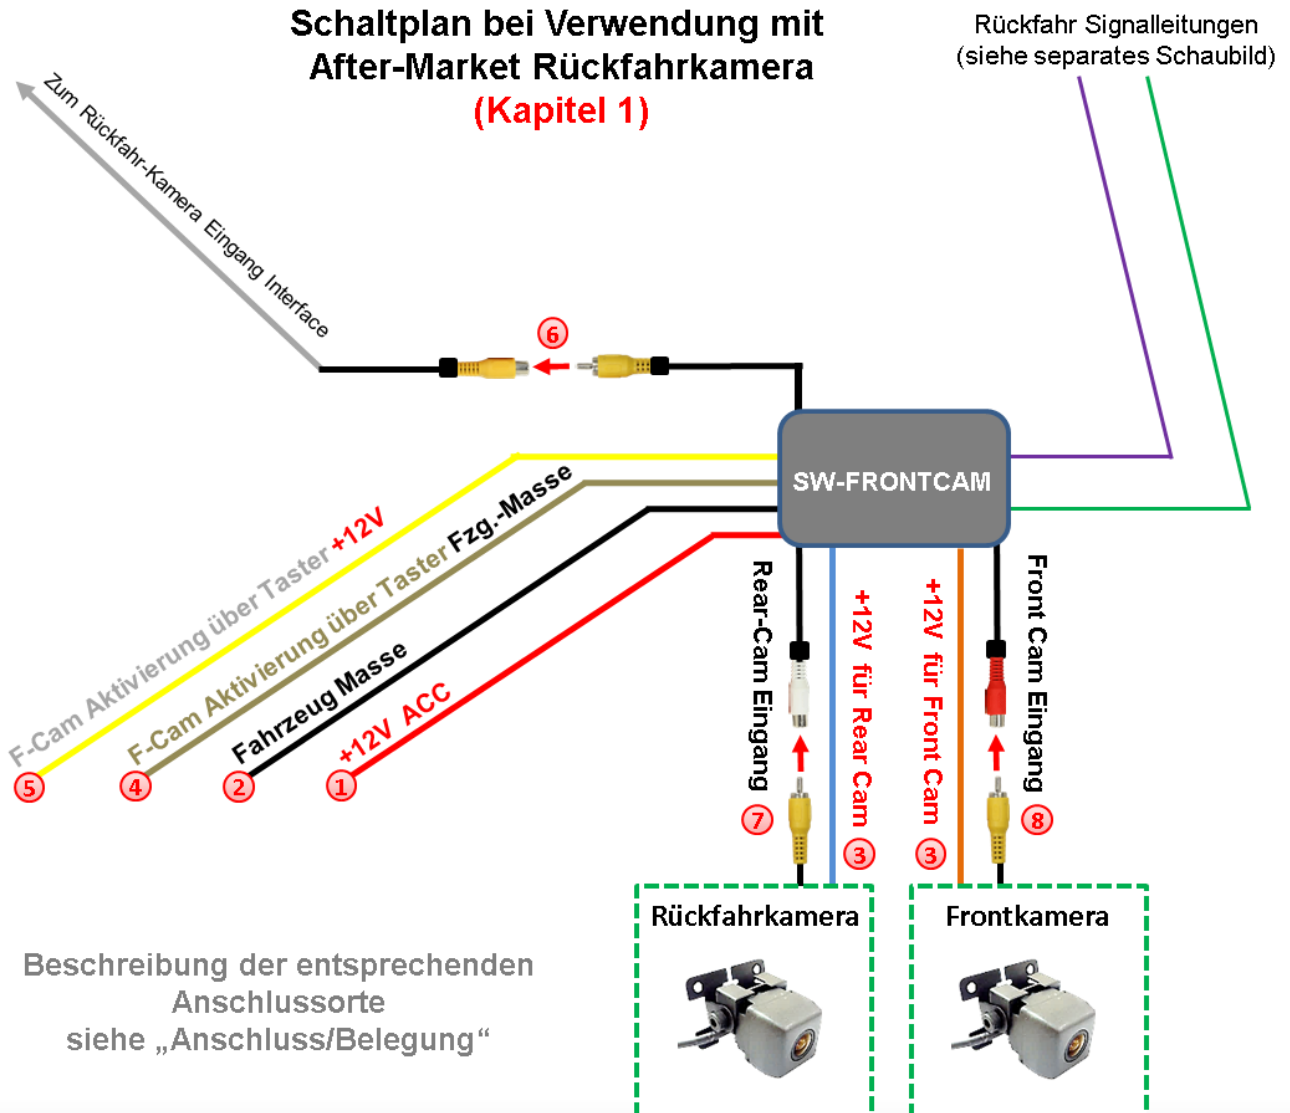 Schaltplan bei Verwendung mit
After-Market Rückfahrkamera
(Kapitel 1)
Rückfahr Signalleitungen
(siehe separates Schaubild)
Zum Rückfahr-Kamera Eingang Interface
6
SW-FRONTCAM
F-Cam Aktivierung über Taster +12V
F-Cam Aktivierung über Taster Fzg.-Masse
Fahrzeug Masse
+12V ACC
5
4
2
1
Rear-Cam Eingang
+12V für Rear Cam
+12V für Front Cam
Front Cam Eingang
7
3
3
8
Rückfahrkamera
Frontkamera
Beschreibung der entsprechenden
Anschlussorte
siehe „Anschluss/Belegung“